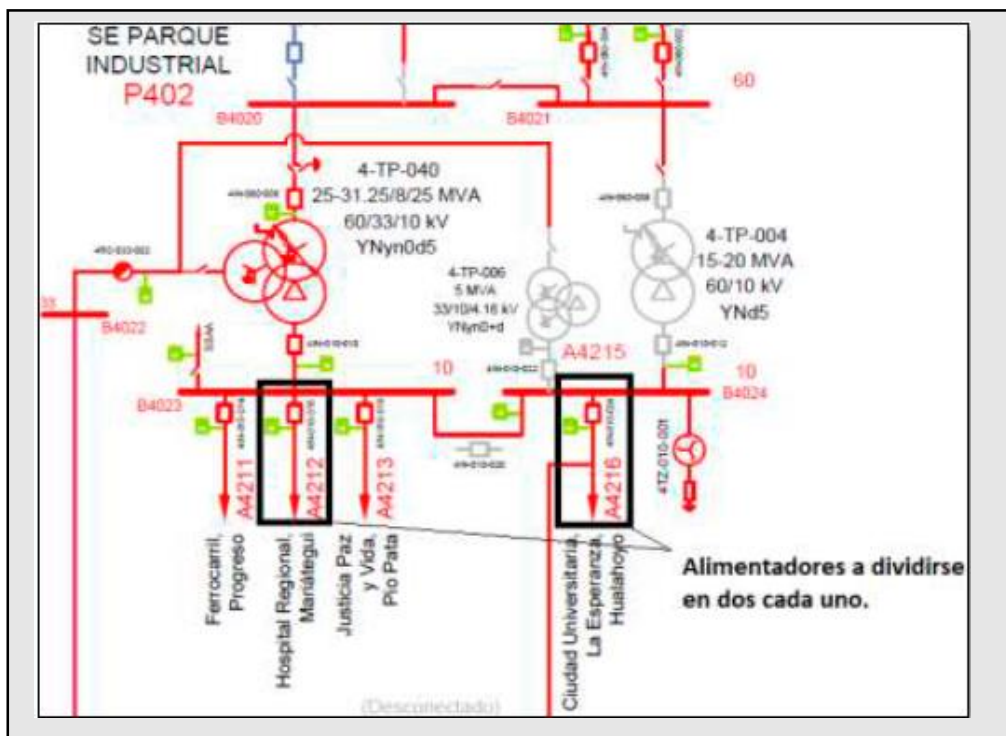 SE PARQUE
INDUSTRIAL
P402
60
B4020
B4021
4-TP-040
25-31.25/8/25 MVA
60/33/10 kV
YNyn0d5
4-TP-004
15-20 MVA
60/10 kV
YNd5
4-TP-006
5 MVA
33/10/4.16 kV
YNyn0+d
33
B4022
A4215
10
10
B4023
B4024
A4211
A4212
A4213
A4216
4TZ-010-001
Ferrocarril,
Progreso
Hospital Regional,
Mariátegui
Justicia Paz
y Vida,
Pio Pata
Ciudad Universitaria,
La Esperanza,
Hualahoyo
Alimentadores a dividirse
en dos cada uno.
(Desconectado)